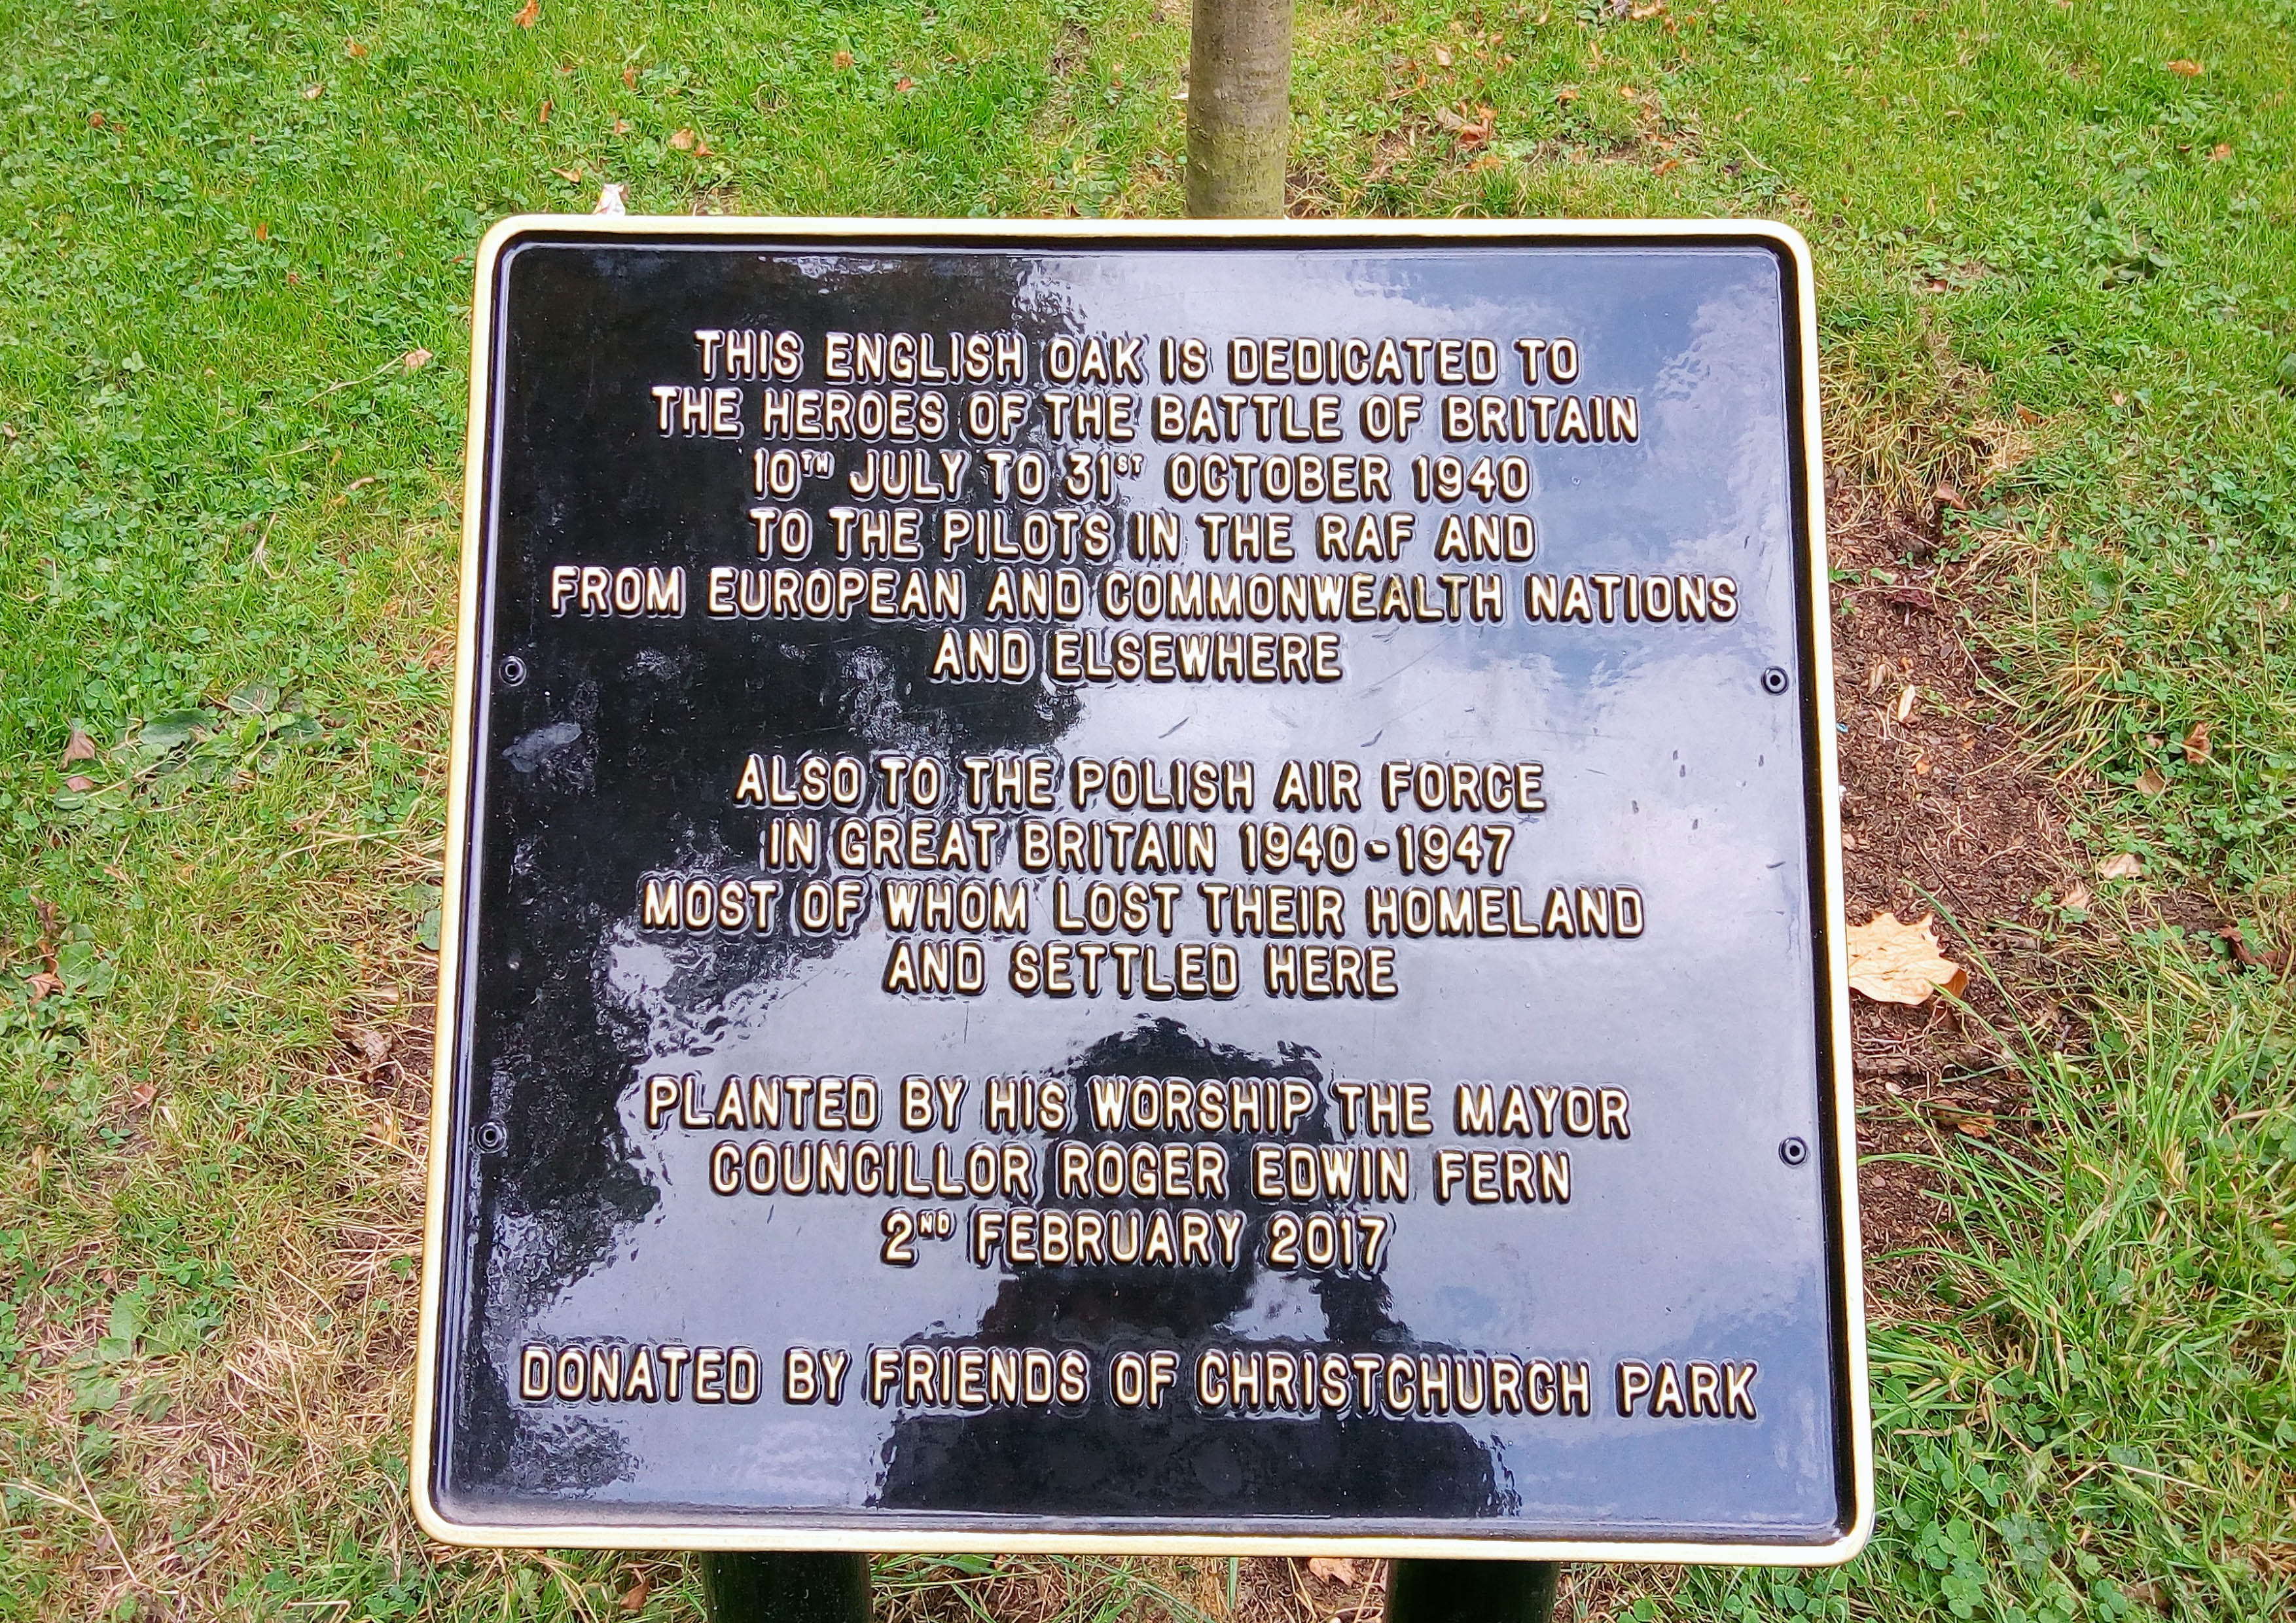 THIS ENGLISH OAK IS DEDICATED TO
THE HEROES OF THE BATTLE OF BRITAIN
10TH JULY TO 31ST OCTOBER 1940
TO THE PILOTS IN THE RAF AND
FROM EUROPEAN AND COMMONWEALTH NATIONS
AND ELSEWHERE
ALSO TO THE POLISH AIR FORCE
IN GREAT BRITAIN 1940-1947
MOST OF WHOM LOST THEIR HOMELAND
AND SETTLED HERE
PLANTED BY HIS WORSHIP THE MAYOR
COUNCILLOR ROGER EDWIN FERN
2ND FEBRUARY 2017
DONATED BY FRIENDS OF CHRISTCHURCH PARK